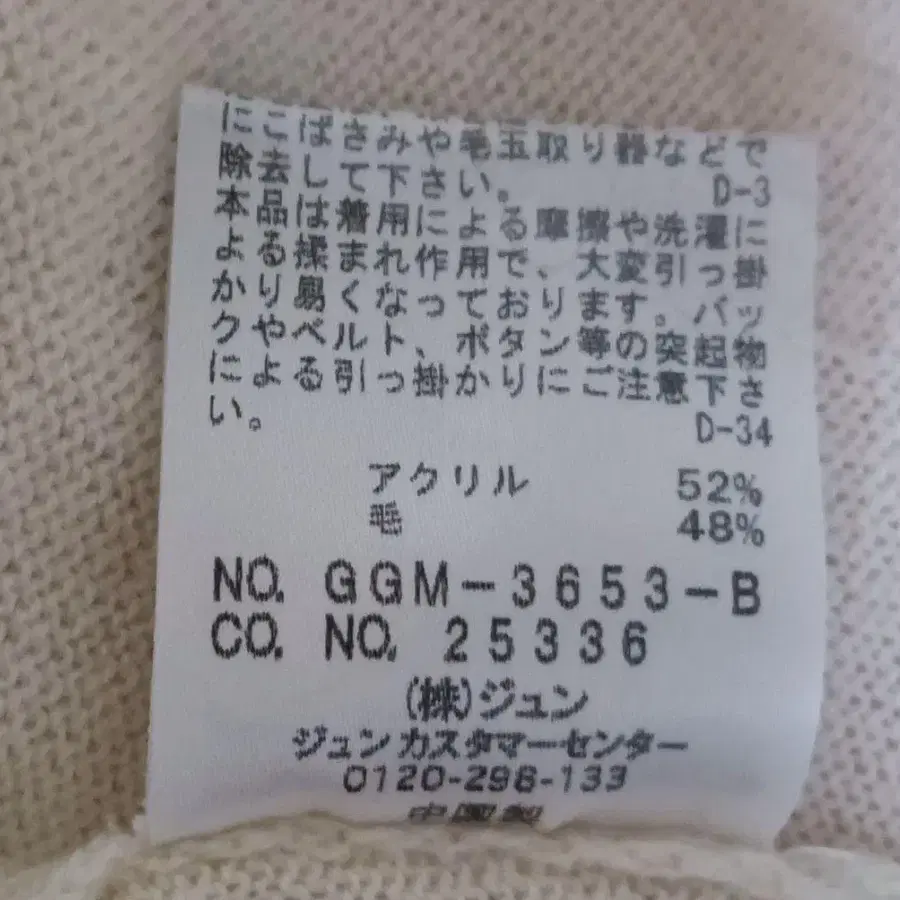 にこばさみや毛玉取り器などで
除去して下さい。
D-3
本品は着用による摩擦や洗濯に
よる揉まれ作用で、大変引っ掛
かり易くなっております。バッ
クやベルト、ボタン等の突起物
によるひっ掛かりにご注意下さ
い。
D-34
アクリル 52%
毛 48%
NO. GGM-3653-B
CO. NO. 25336
(株)ジュン
ジュン カスタマーセンター
0120-298-133
中国製